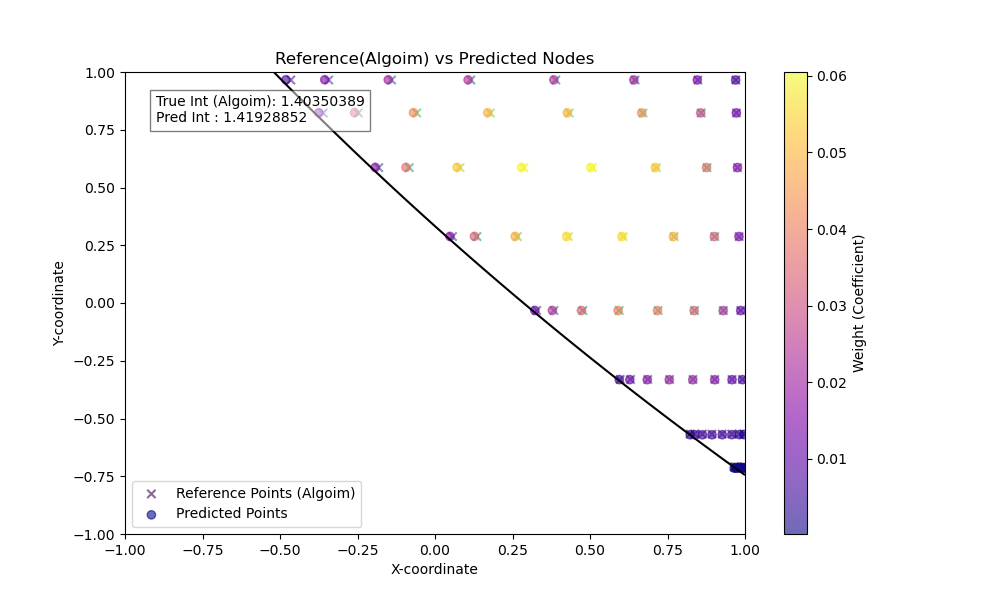 Reference(Algoim) vs Predicted Nodes
True Int (Algoim): 1.40350389
Pred Int : 1.41928852
1.00
0.75
0.50
0.25
0.00
−0.25
−0.50
−0.75
−1.00
Y-coordinate
−1.00 −0.75 −0.50 −0.25 0.00 0.25 0.50 0.75 1.00
X-coordinate
Reference Points (Algoim)
Predicted Points
0.06
0.05
0.04
0.03
0.02
0.01
Weight (Coefficient)